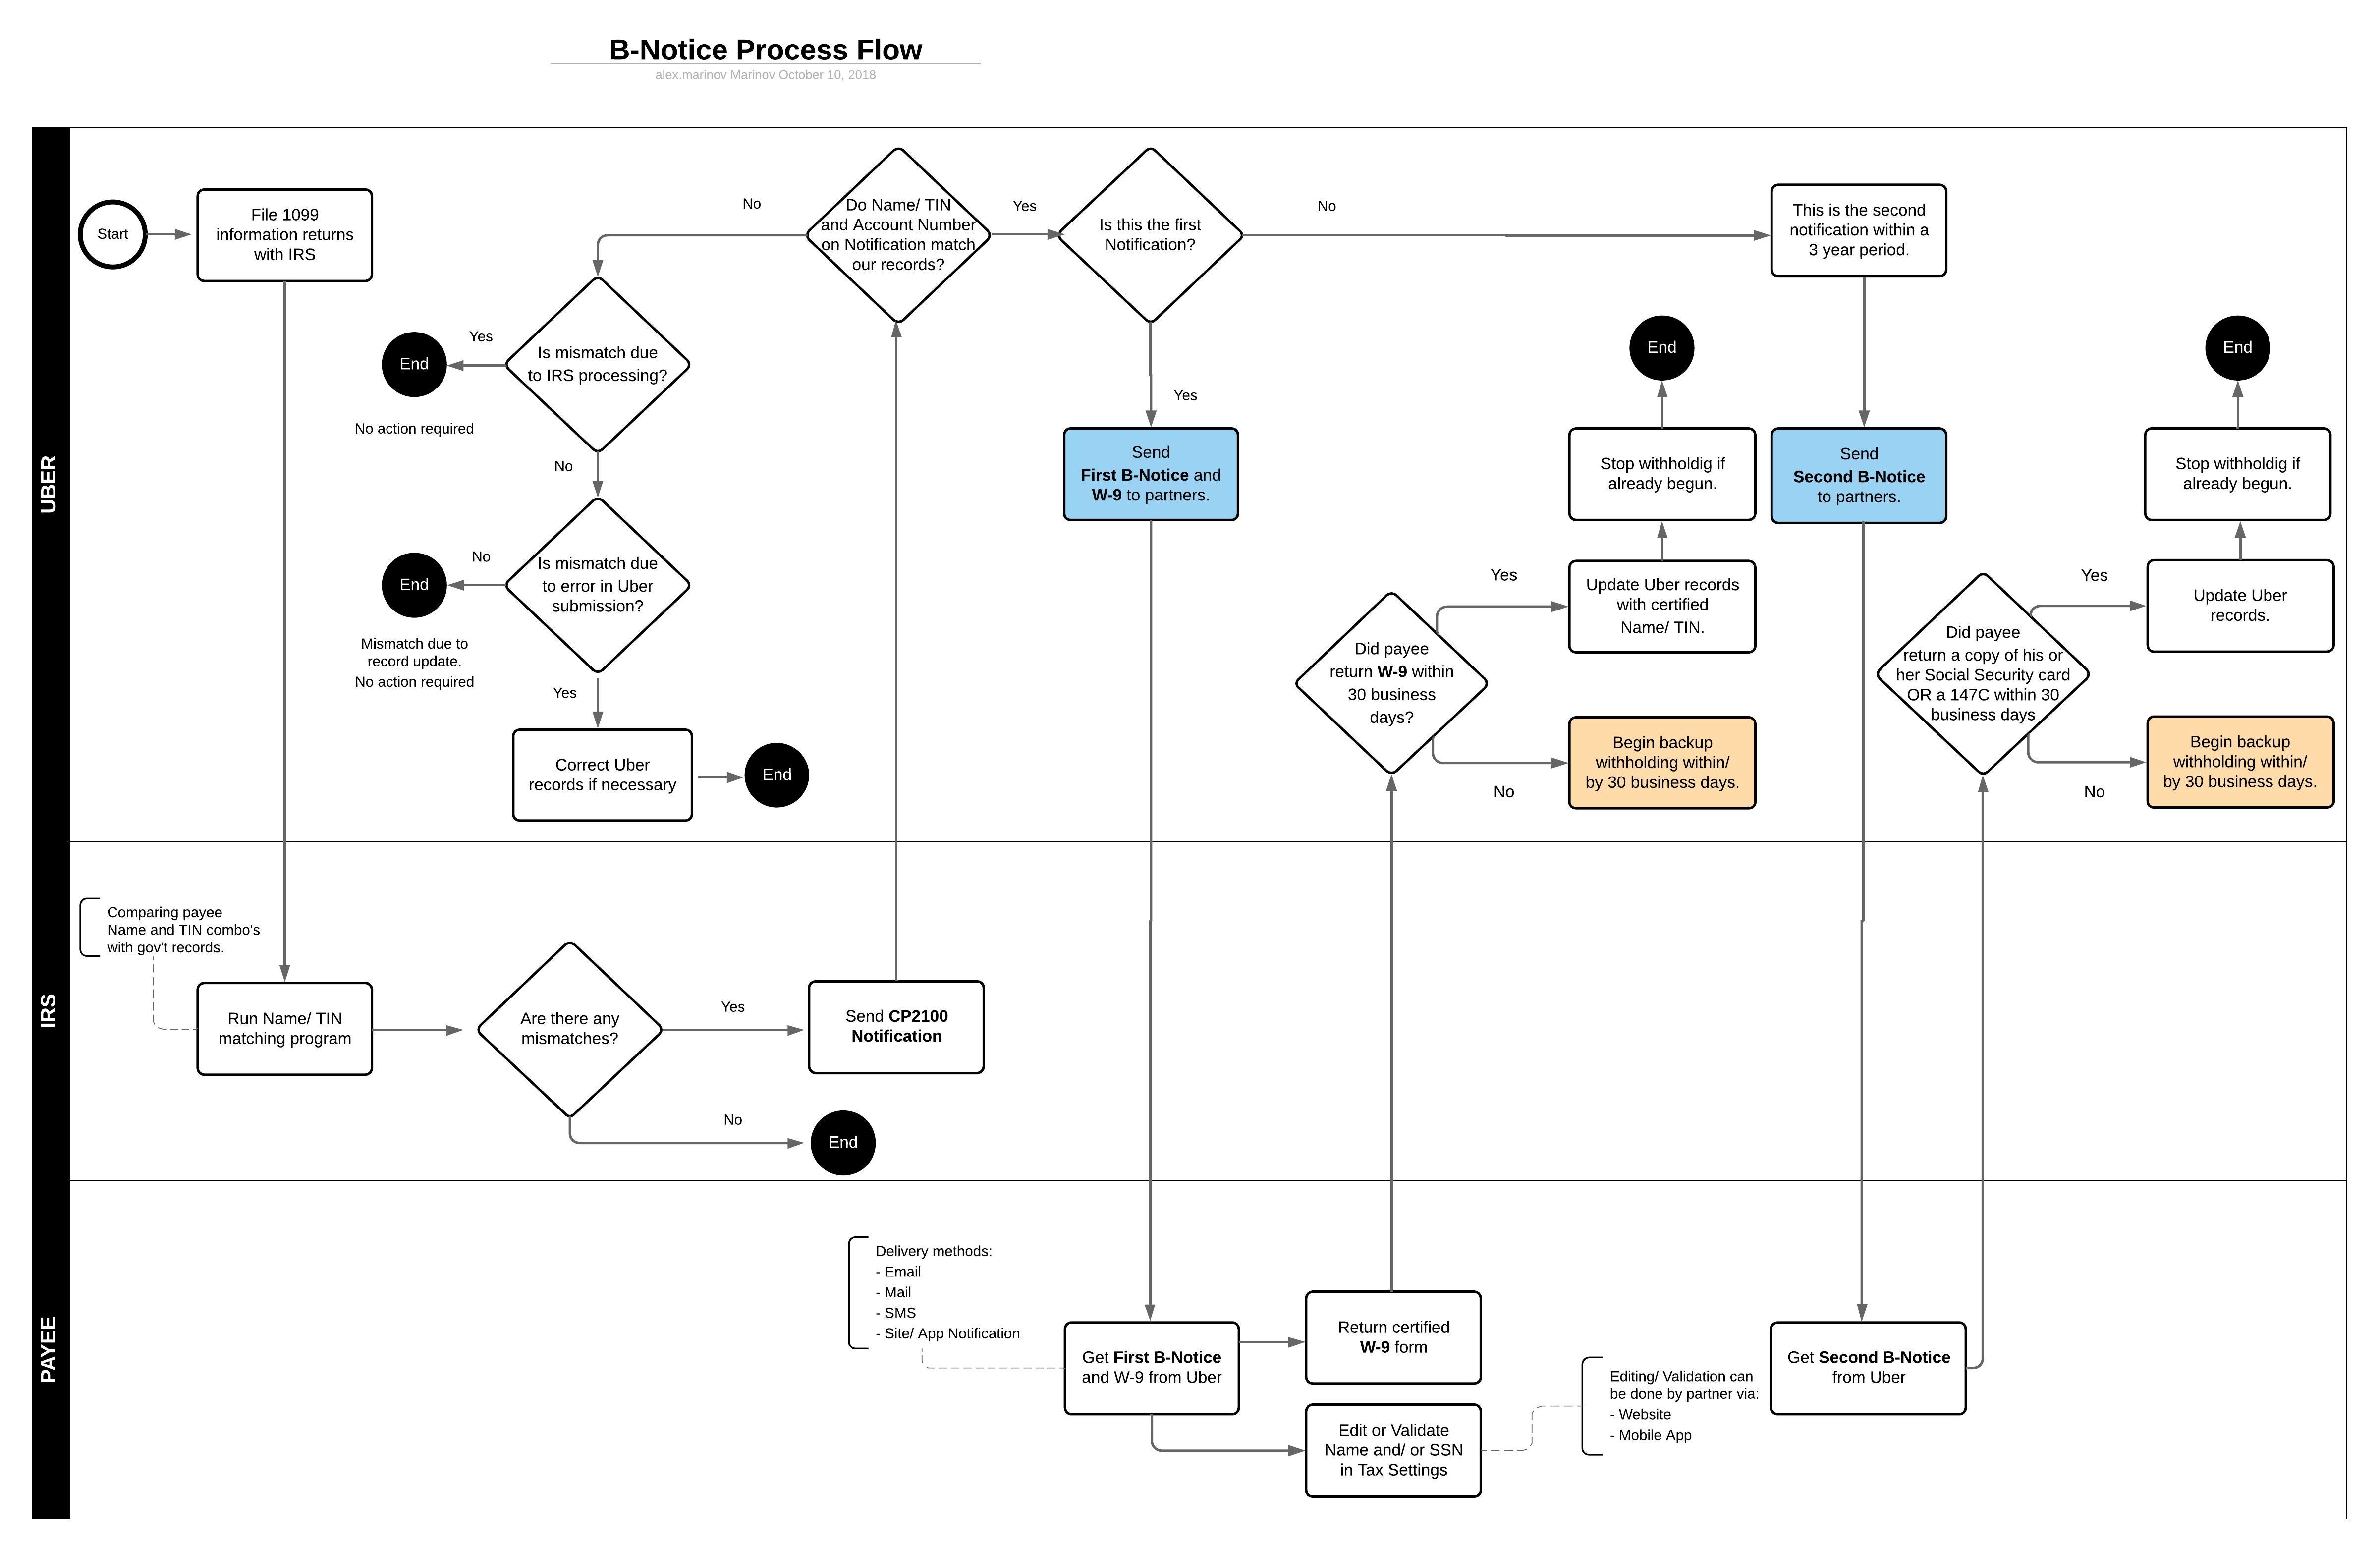 B-Notice Process Flow
alex.marinov Marinov October 10, 2018
UBER
Start
File 1099
information returns
with IRS
No
Do Name/ TIN
and Account Number
on Notification match
our records?
Yes
Is this the first
Notification?
No
This is the second
notification within a
3 year period.
Is mismatch due
to IRS processing?
Yes
End
No action required
No
Is mismatch due
to error in Uber
submission?
No
End
Mismatch due to
record update.
No action required
Yes
Correct Uber
records if necessary
End
Yes
Send
First B-Notice and
W-9 to partners.
Did payee
return W-9 within
30 business
days?
Yes
Update Uber records
with certified
Name/ TIN.
Stop withholdig if
already begun.
End
No
Begin backup
withholding within/
by 30 business days.
Send
Second B-Notice
to partners.
Did payee
return a copy of his or
her Social Security card
OR a 147C within 30
business days
Yes
Update Uber
records.
Stop withholdig if
already begun.
End
No
Begin backup
withholding within/
by 30 business days.
IRS
Comparing payee
Name and TIN combo's
with gov't records.
Run Name/ TIN
matching program
Are there any
mismatches?
Yes
Send CP2100
Notification
No
End
PAYEE
Delivery methods:
- Email
- Mail
- SMS
- Site/ App Notification
Get First B-Notice
and W-9 from Uber
Return certified
W-9 form
Edit or Validate
Name and/ or SSN
in Tax Settings
Editing/ Validation can
be done by partner via:
- Website
- Mobile App
Get Second B-Notice
from Uber